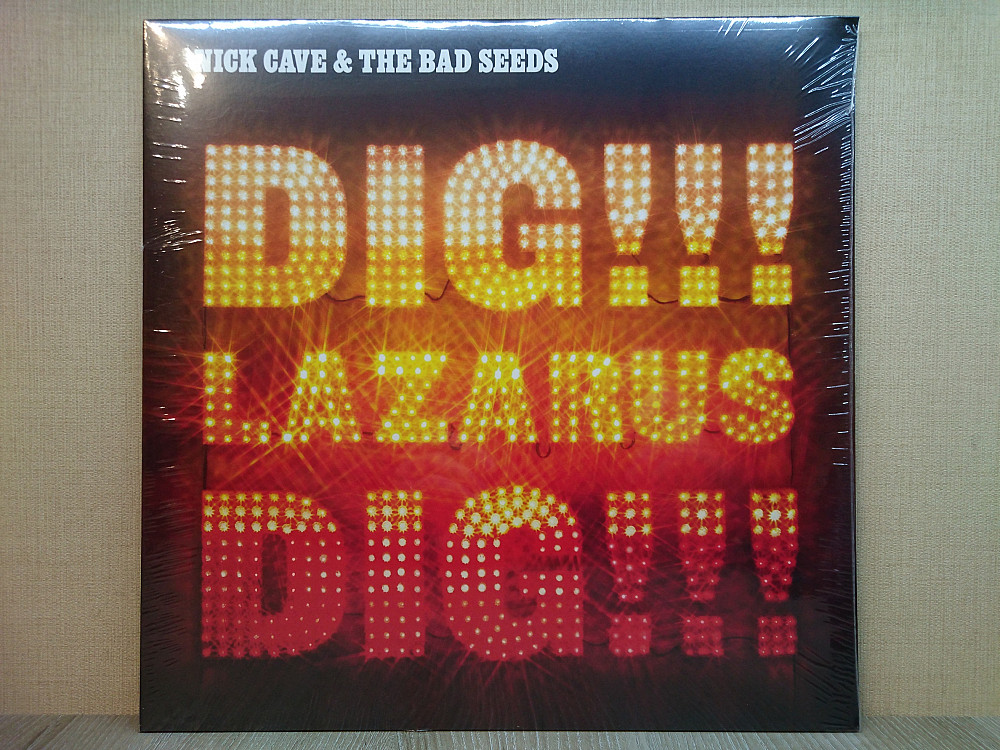 NICK CAVE & THE BAD SEEDS
DIG!!!
LAZARUS
DIG!!!